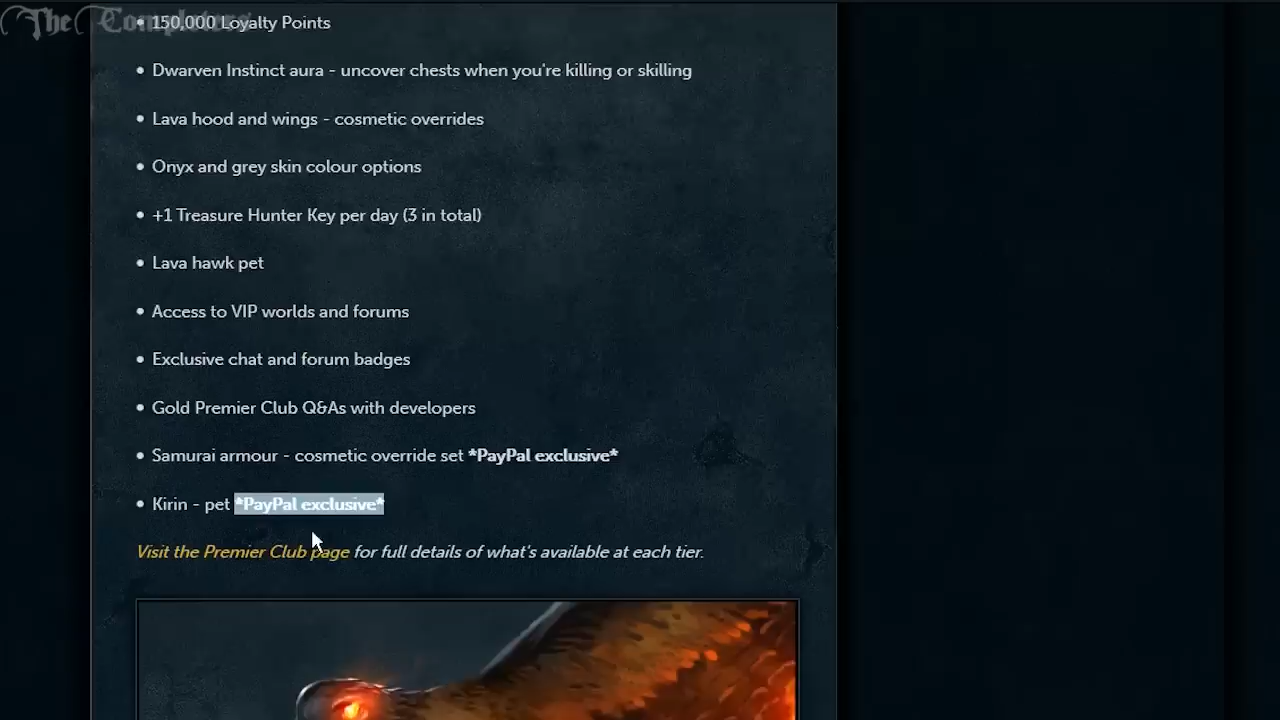 The Completers
• 150,000 Loyalty Points
• Dwarven Instinct aura - uncover chests when you're killing or skilling
• Lava hood and wings - cosmetic overrides
• Onyx and grey skin colour options
• +1 Treasure Hunter Key per day (3 in total)
• Lava hawk pet
• Access to VIP worlds and forums
• Exclusive chat and forum badges
• Gold Premier Club Q&As with developers
• Samurai armour - cosmetic override set *PayPal exclusive*
• Kirin - pet *PayPal exclusive*
Visit the Premier Club page for full details of what's available at each tier.